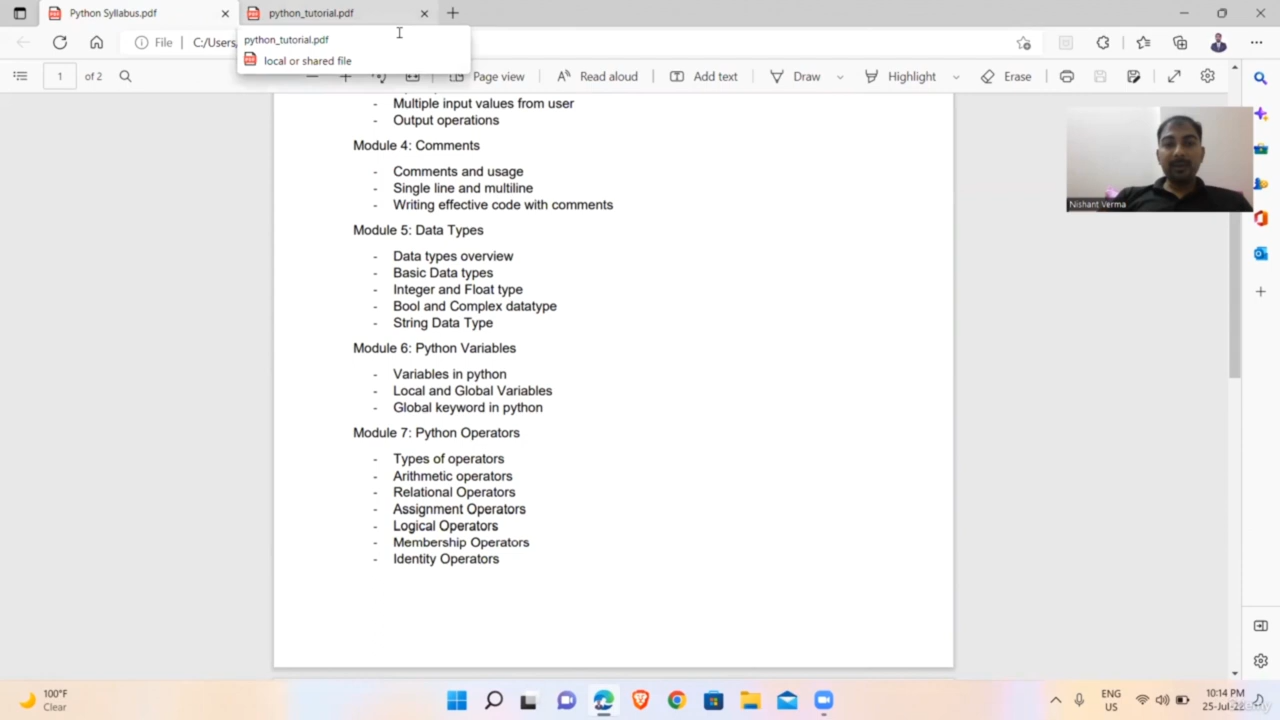 Python Syllabus.pdf
python_tutorial.pdf
File
C:/Users,
python_tutorial.pdf
local or shared file
1
of 2
Page view
Read aloud
Add text
Draw
Highlight
Erase
- Multiple input values from user
- Output operations
Module 4: Comments
- Comments and usage
- Single line and multiline
- Writing effective code with comments
Module 5: Data Types
- Data types overview
- Basic Data types
- Integer and Float type
- Bool and Complex datatype
- String Data Type
Module 6: Python Variables
- Variables in python
- Local and Global Variables
- Global keyword in python
Module 7: Python Operators
- Types of operators
- Arithmetic operators
- Relational Operators
- Assignment Operators
- Logical Operators
- Membership Operators
- Identity Operators
Nishant Verma
100°F
Clear
ENG
US
10:14 PM
25-Jul-22